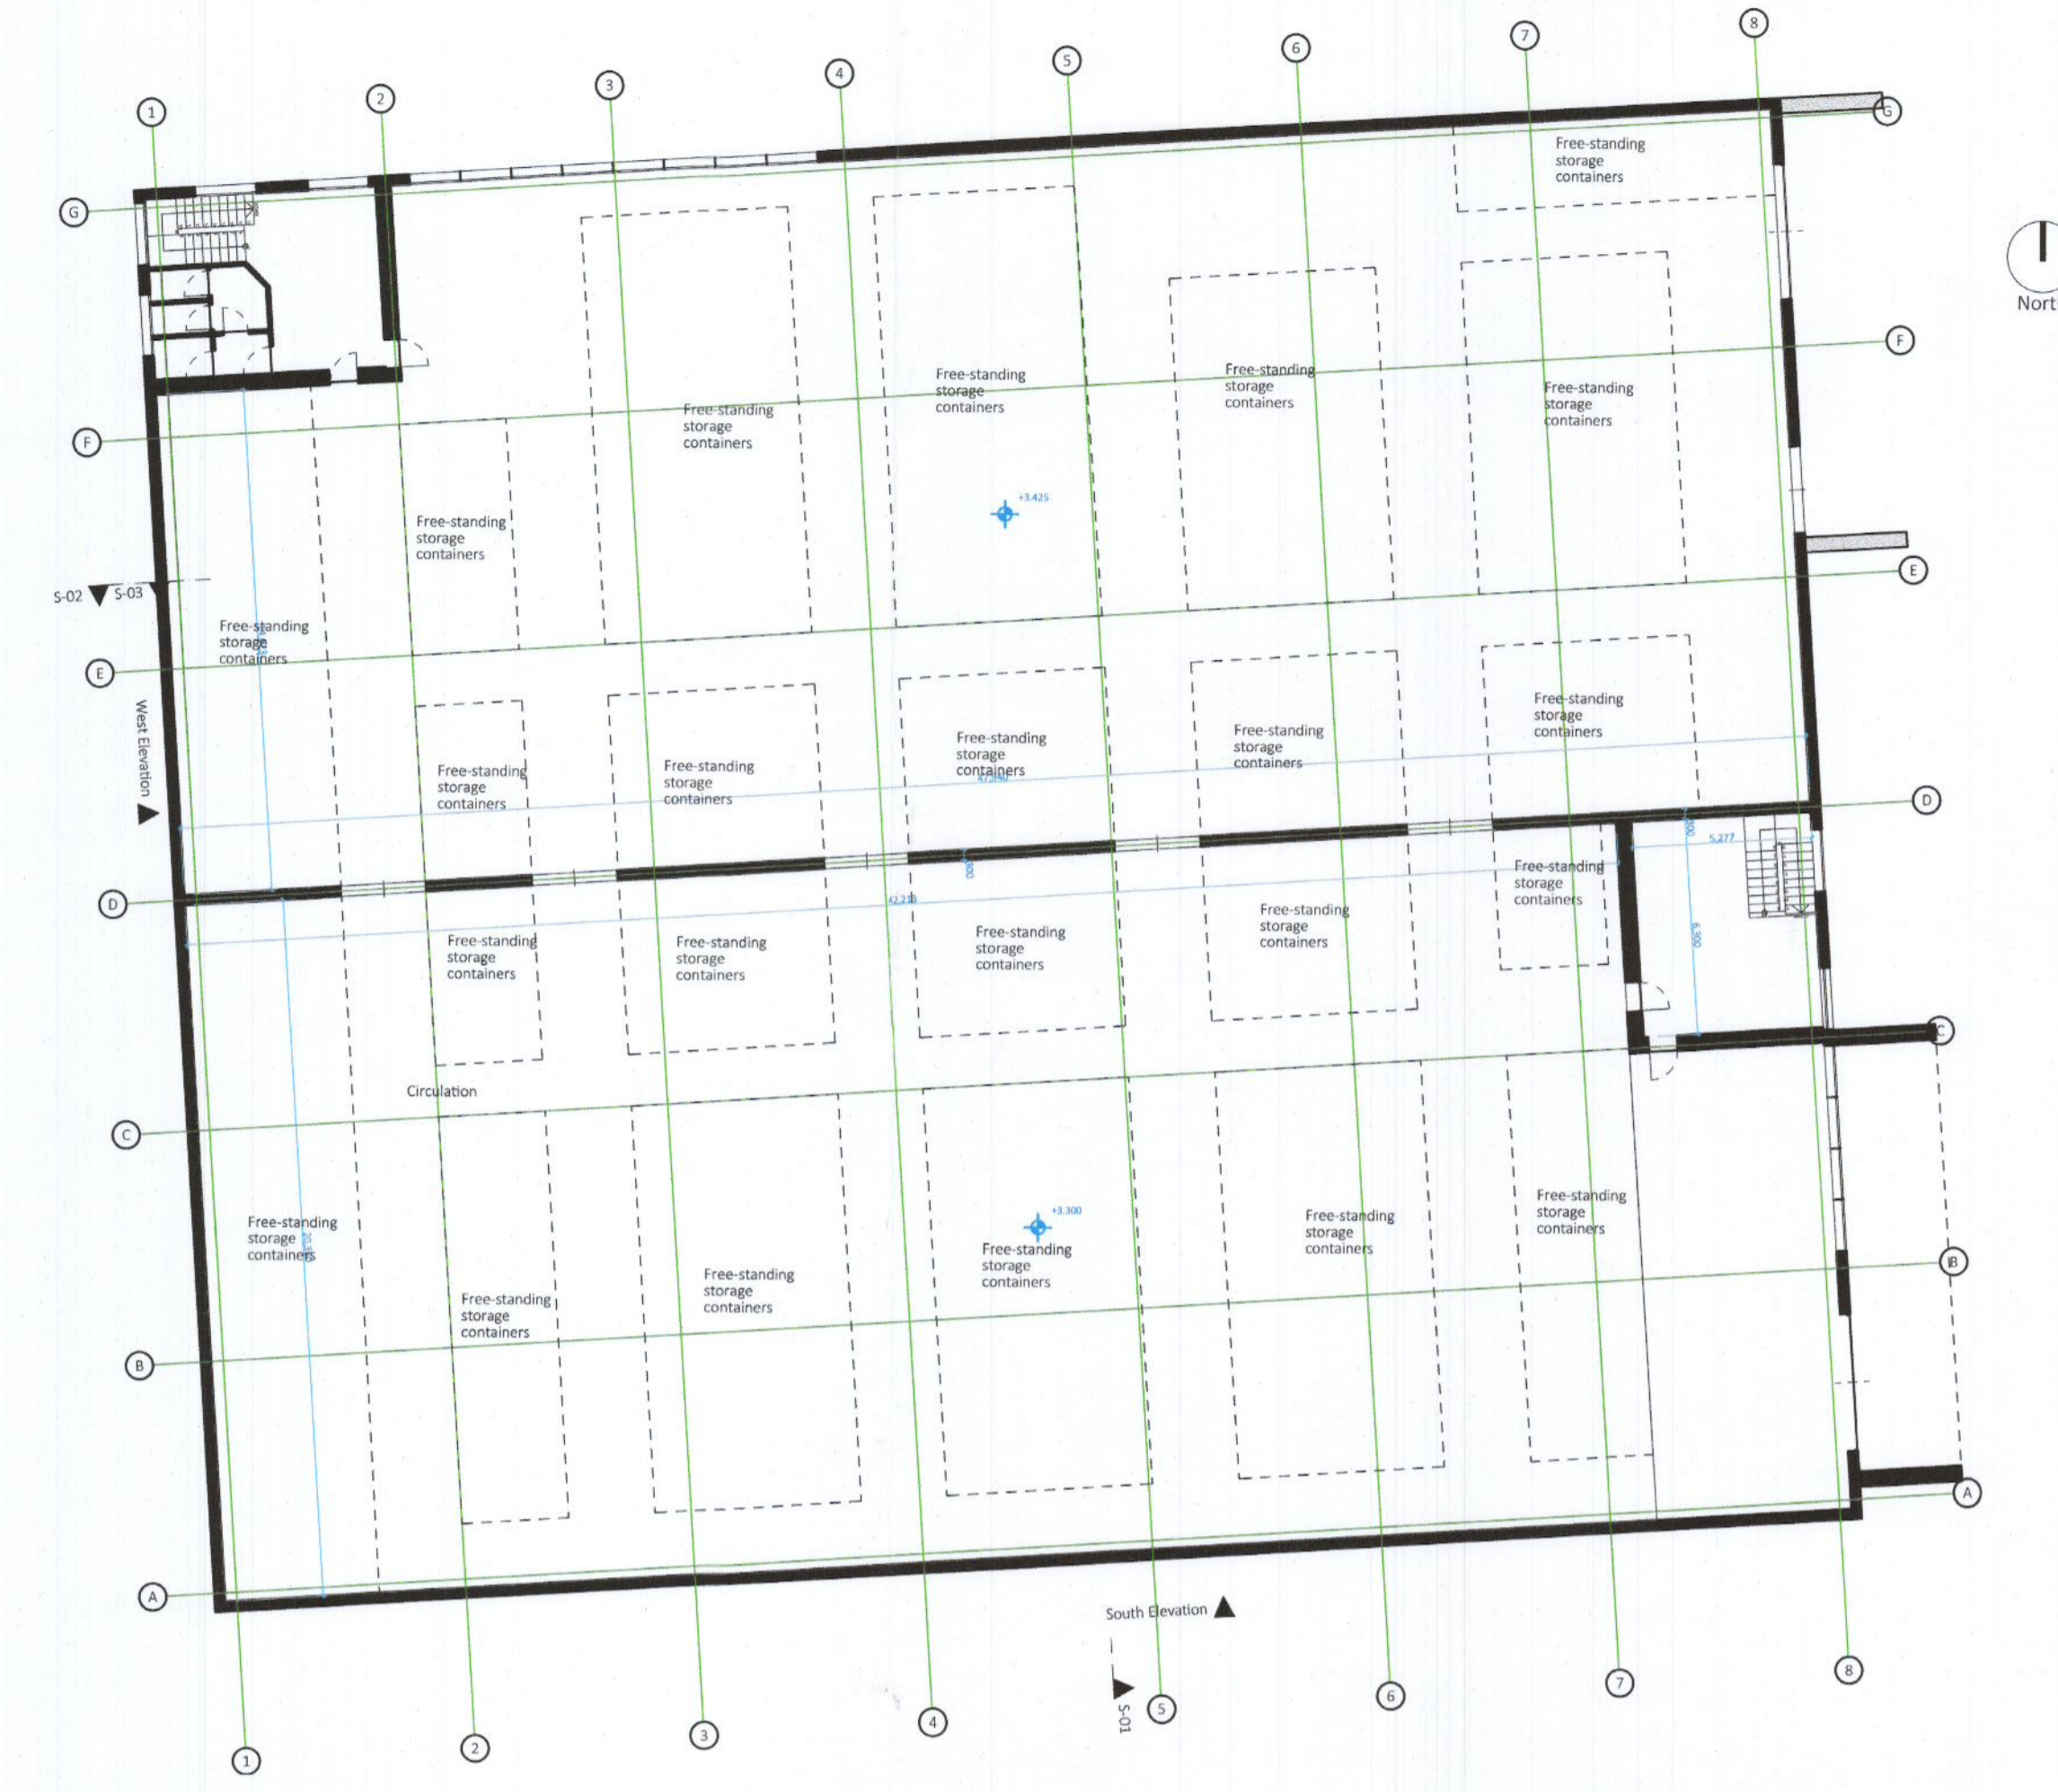 8
7
6
5
4
3
2
1
G
G
Free-standing
storage
containers
North
F
F
Free-standing
storage
containers
Free-standing
storage
containers
Free-standing
storage
containers
Free-standing
storage
containers
+3.425
Free-standing
storage
containers
E
S-02
S-03
Free-standing
storage
containers
E
West Elevation
Free-standing
storage
containers
Free-standing
storage
containers
Free-standing
storage
containers
Free-standing
storage
containers
Free-standing
storage
containers
D
5.277
42.213
D
Free-standing
storage
containers
Free-standing
storage
containers
Free-standing
storage
containers
Free-standing
storage
containers
Free-standing
storage
containers
6.300
C
Circulation
C
Free-standing
storage
containers
Free-standing
storage
containers
+3.300
Free-standing
storage
containers
Free-standing
storage
containers
Free-standing
storage
containers
Free-standing
storage
containers
B
B
A
A
South Elevation
S-01
8
7
6
5
4
3
2
1